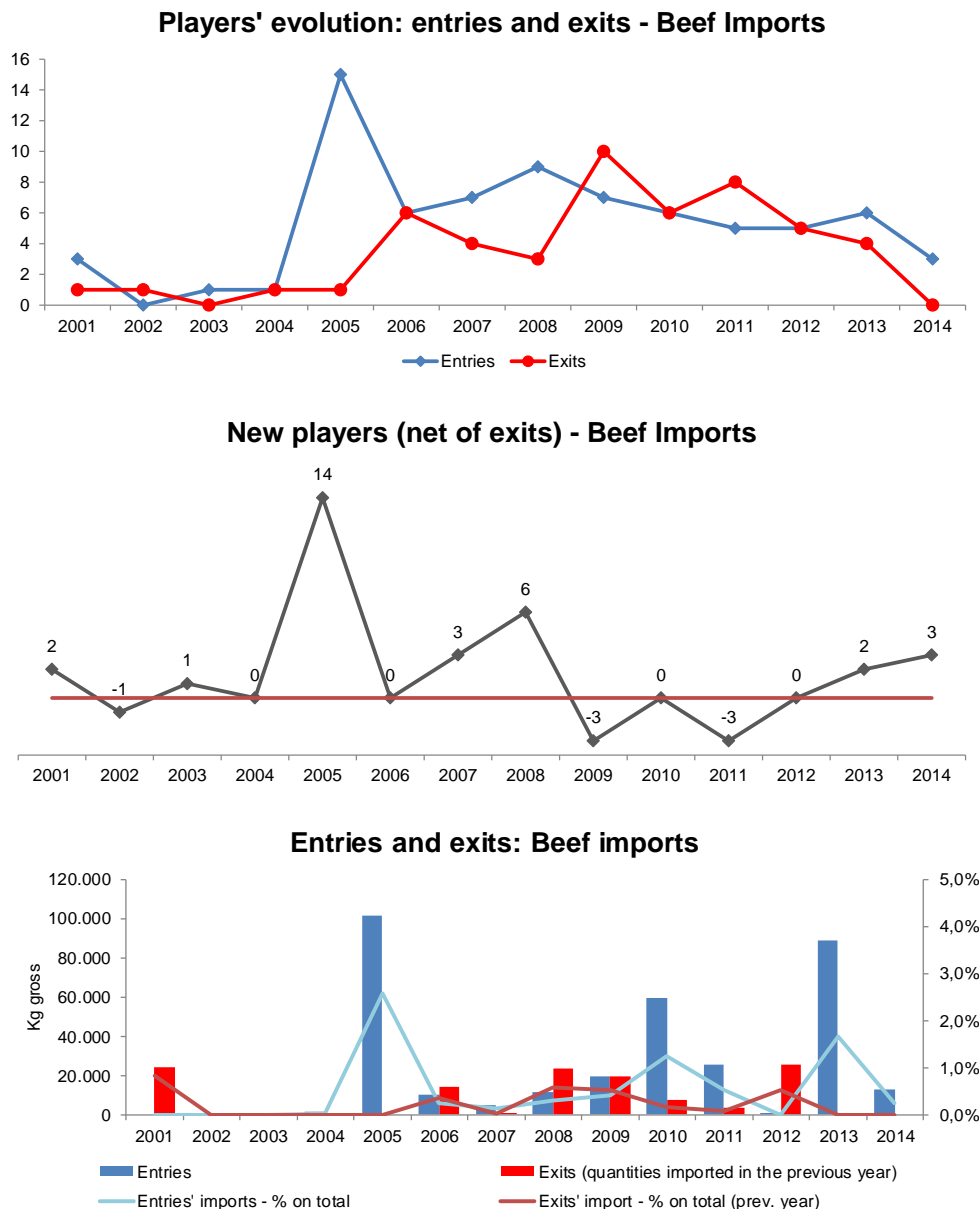 Players' evolution: entries and exits - Beef Imports
16
14
12
10
8
6
4
2
0
2001 2002 2003 2004 2005 2006 2007 2008 2009 2010 2011 2012 2013 2014
Entries Exits
New players (net of exits) - Beef Imports
2 -1 1 0 14 0 3 6 -3 0 -3 0 2 3
2001 2002 2003 2004 2005 2006 2007 2008 2009 2010 2011 2012 2013 2014
Entries and exits: Beef imports
Kg gross
120.000 5,0%
100.000 4,0%
80.000 3,0%
60.000
40.000 2,0%
20.000 1,0%
0 0,0%
2001 2002 2003 2004 2005 2006 2007 2008 2009 2010 2011 2012 2013 2014
Entries Exits (quantities imported in the previous year)
Entries' imports - % on total Exits' import - % on total (prev. year)